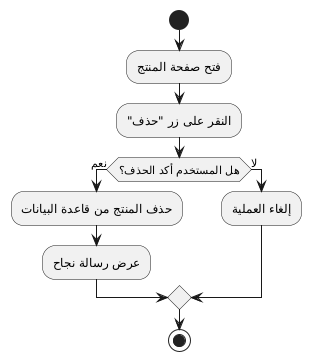 فتح صفحة المنتج
النقر على زر "حذف"
هل المستخدم أكد الحذف؟
نعم
لا
حذف المنتج من قاعدة البيانات
إلغاء العملية
عرض رسالة نجاح